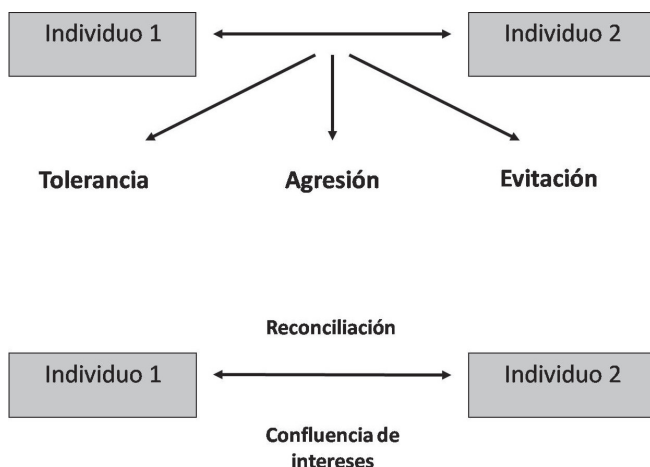 Individuo 1
Individuo 2
Tolerancia
Agresión
Evitación
Reconciliación
Individuo 1
Individuo 2
Confluencia de
intereses